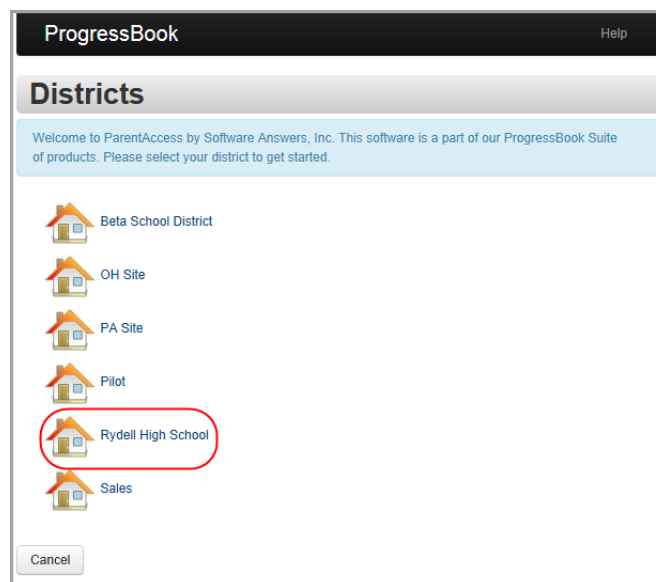 ProgressBook Help
Districts
Welcome to ParentAccess by Software Answers, Inc. This software is a part of our ProgressBook Suite
of products. Please select your district to get started.
Beta School District
OH Site
PA Site
Pilot
Rydell High School
Sales
Cancel